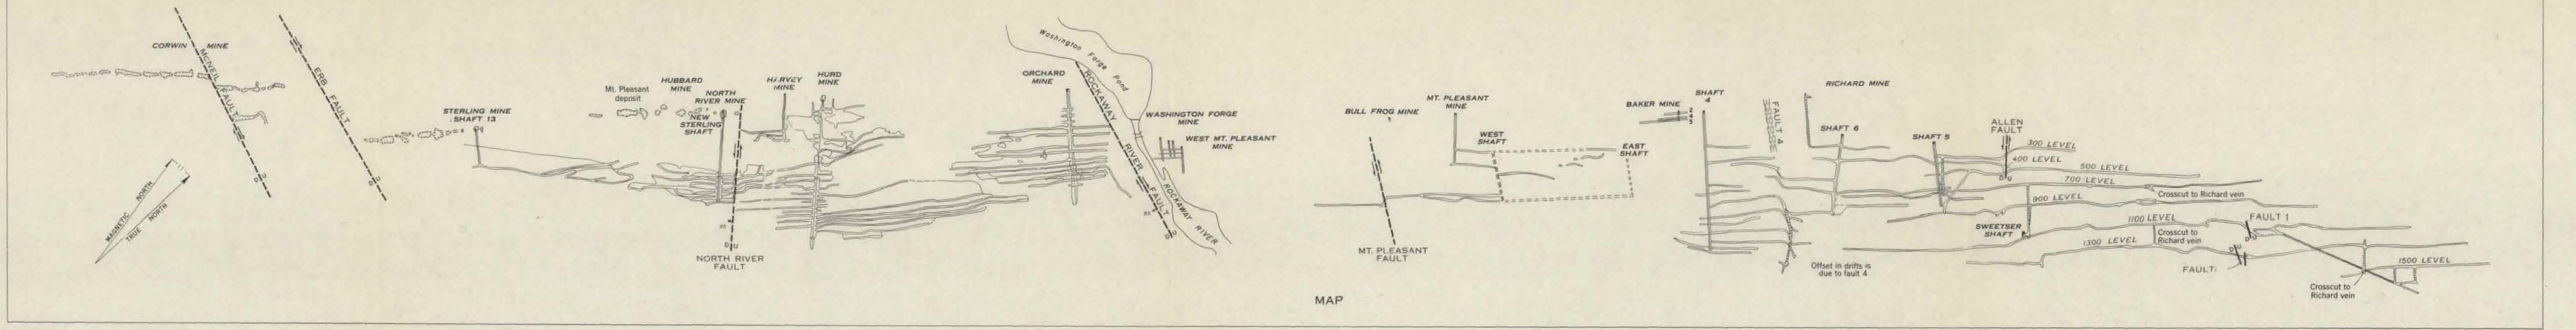 CORWIN MINE
McNEIL FAULT
ERB FAULT
D U
D U
MAGNETIC NORTH
TRUE NORTH
STERLING MINE
SHAFT 13
Mt. Pleasant
deposit
HUBBARD
MINE
NORTH
RIVER MINE
NEW
STERLING
SHAFT
HARVEY
MINE
HURD
MINE
D U
NORTH RIVER
FAULT
ORCHARD
MINE
Washington Forge Pond
ROCKAWAY RIVER FAULT
D U
WASHINGTON FORGE
MINE
WEST MT. PLEASANT
MINE
ROCKAWAY RIVER
BULL FROG MINE
MT. PLEASANT
MINE
WEST
SHAFT
EAST
SHAFT
MT. PLEASANT
FAULT
MAP
BAKER MINE
SHAFT
4
FAULT 4
RICHARD MINE
SHAFT 6
SHAFT 5
ALLEN
FAULT
D U
300 LEVEL
400 LEVEL
500 LEVEL
700 LEVEL
Crosscut to Richard vein
900 LEVEL
1100 LEVEL
FAULT 1
SWEETSER
SHAFT
Crosscut to
Richard vein
1300 LEVEL
D U
D U
FAULT
Offset in drifts is
due to fault 4
1500 LEVEL
Crosscut to
Richard vein